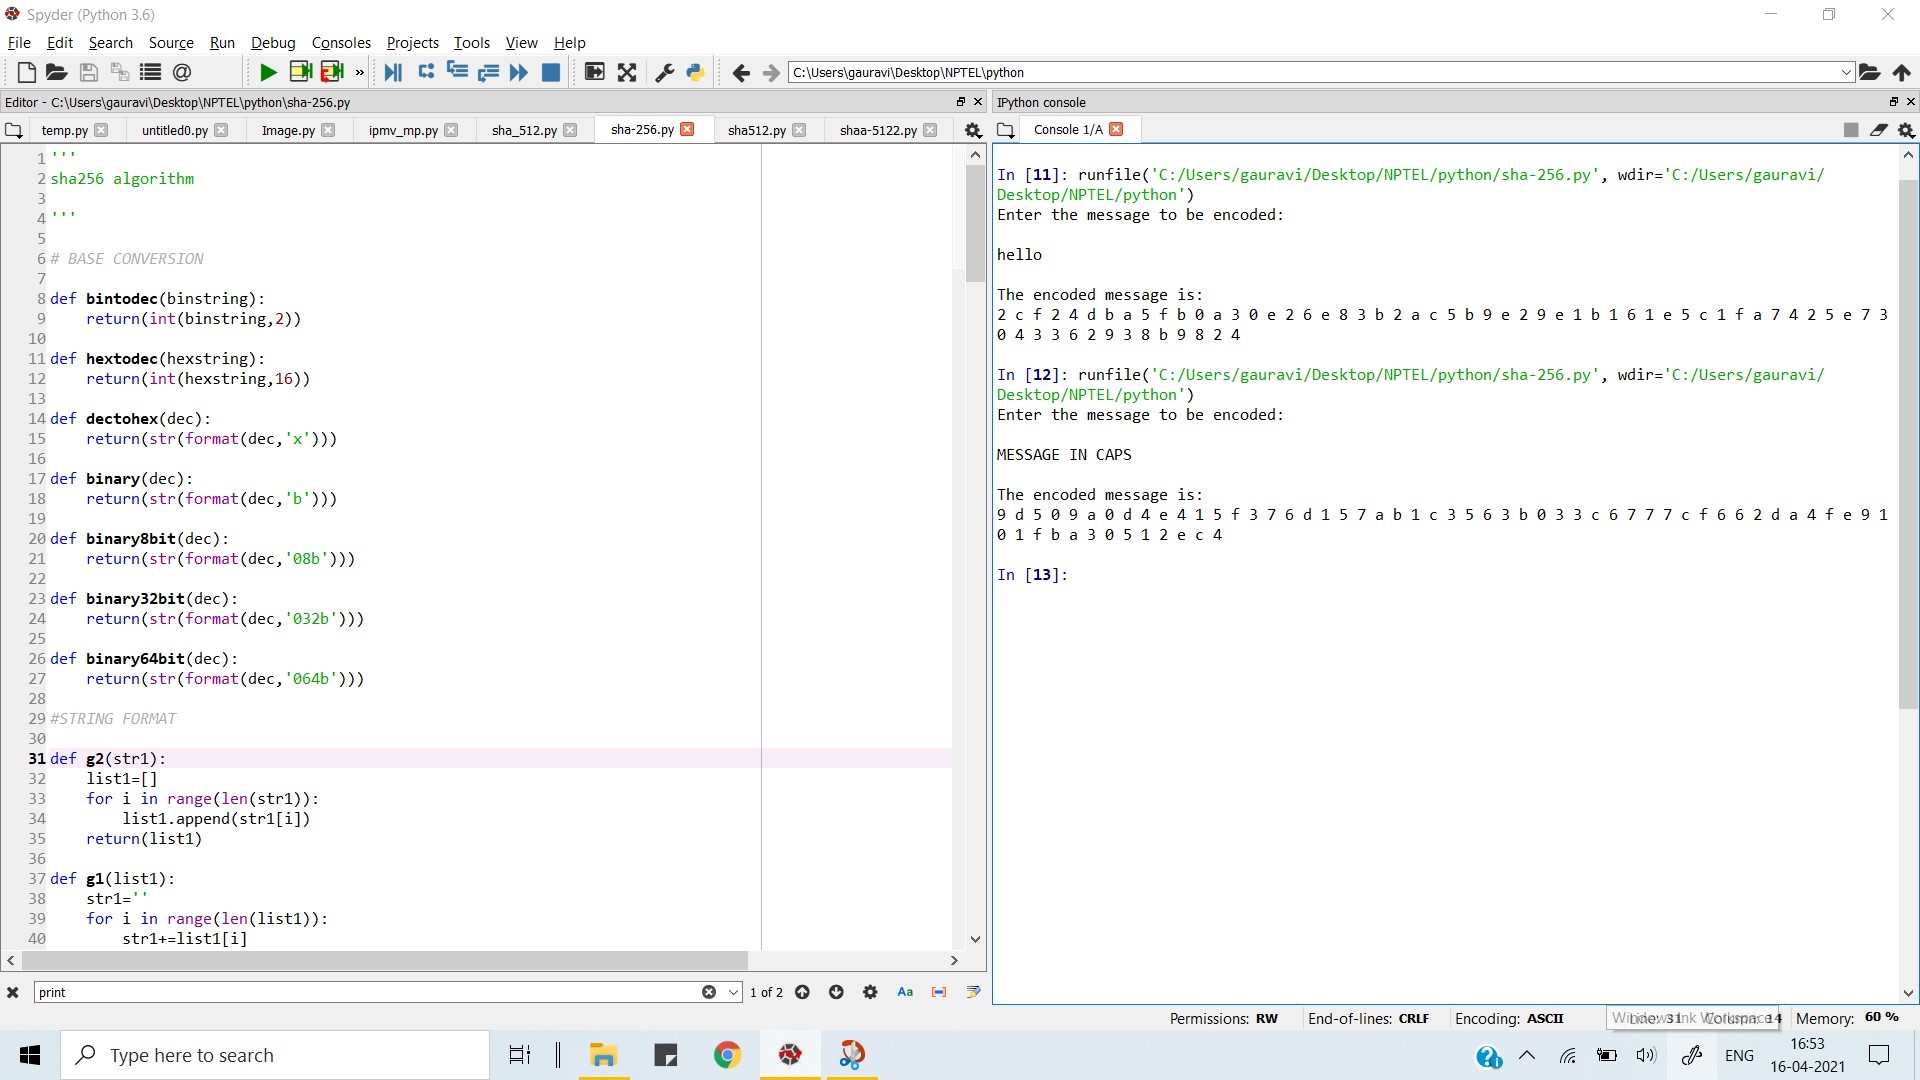 Spyder (Python 3.6)
File Edit Search Source Run Debug Consoles Projects Tools View Help
C:\Users\gauravi\Desktop\NPTEL\python
Editor - C:\Users\gauravi\Desktop\NPTEL\python\sha-256.py
temp.py untitled0.py Image.py ipmv_mp.py sha_512.py sha-256.py sha512.py shaa-5122.py
1 '''
2 sha256 algorithm
3
4 '''
5
6 # BASE CONVERSION
7
8 def bintodec(binstring):
9     return(int(binstring,2))
10
11 def hextodec(hexstring):
12     return(int(hexstring,16))
13
14 def dectohex(dec):
15     return(str(format(dec,'x')))
16
17 def binary(dec):
18     return(str(format(dec,'b')))
19
20 def binary8bit(dec):
21     return(str(format(dec,'08b')))
22
23 def binary32bit(dec):
24     return(str(format(dec,'032b')))
25
26 def binary64bit(dec):
27     return(str(format(dec,'064b')))
28
29 #STRING FORMAT
30
31 def g2(str1):
32     list1=[]
33     for i in range(len(str1)):
34         list1.append(str1[i])
35     return(list1)
36
37 def g1(list1):
38     str1=''
39     for i in range(len(list1)):
40         str1+=list1[i]
print 1 of 2 Aa
IPython console
Console 1/A
In [11]: runfile('C:/Users/gauravi/Desktop/NPTEL/python/sha-256.py', wdir='C:/Users/gauravi/
Desktop/NPTEL/python')
Enter the message to be encoded:
hello
The encoded message is:
2 c f 2 4 d b a 5 f b 0 a 3 0 e 2 6 e 8 3 b 2 a c 5 b 9 e 2 9 e 1 b 1 6 1 e 5 c 1 f a 7 4 2 5 e 7 3
0 4 3 3 6 2 9 3 8 b 9 8 2 4
In [12]: runfile('C:/Users/gauravi/Desktop/NPTEL/python/sha-256.py', wdir='C:/Users/gauravi/
Desktop/NPTEL/python')
Enter the message to be encoded:
MESSAGE IN CAPS
The encoded message is:
9 d 5 0 9 a 0 d 4 e 4 1 5 f 3 7 6 d 1 5 7 a b 1 c 3 5 6 3 b 0 3 3 c 6 7 7 7 c f 6 6 2 d a 4 f e 9 1
0 1 f b a 3 0 5 1 2 e c 4
In [13]:
Permissions: RW End-of-lines: CRLF Encoding: ASCII Windows Ink Workspace Line: 31 Column: 14 Memory: 60 %
Type here to search
ENG
16:53
16-04-2021